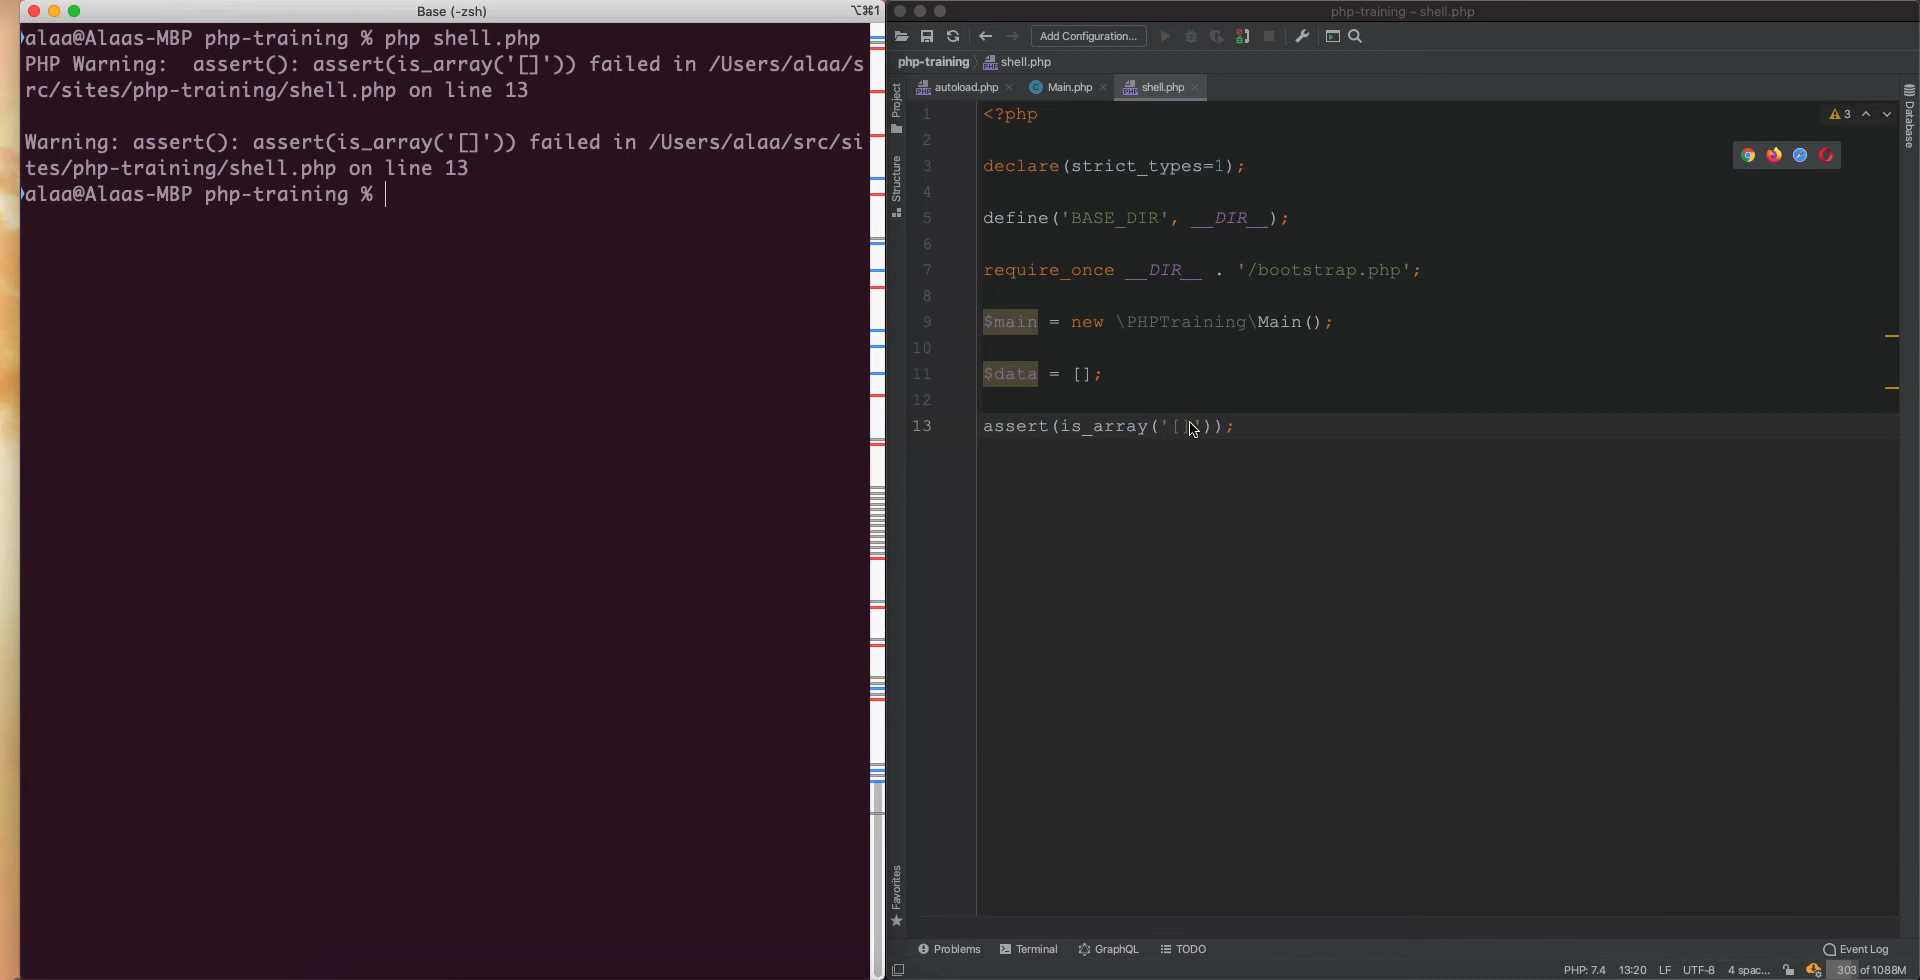 Base (-zsh)
⌥⌘1
alaa@Alaas-MBP php-training % php shell.php
PHP Warning:  assert(): assert(is_array('[]')) failed in /Users/alaa/s
rc/sites/php-training/shell.php on line 13
Warning: assert(): assert(is_array('[]')) failed in /Users/alaa/src/si
tes/php-training/shell.php on line 13
alaa@Alaas-MBP php-training %
php-training – shell.php
Add Configuration...
php-training
shell.php
autoload.php
Main.php
shell.php
Project
Structure
Favorites
Database
3
1 <?php
2
3 declare(strict_types=1);
4
5 define('BASE_DIR', __DIR__);
6
7 require_once __DIR__ . '/bootstrap.php';
8
9 $main = new \PHPTraining\Main();
10
11 $data = [];
12
13 assert(is_array('[]'));
Problems
Terminal
GraphQL
TODO
Event Log
PHP: 7.4
13:20
LF
UTF-8
4 spac...
303 of 1088M